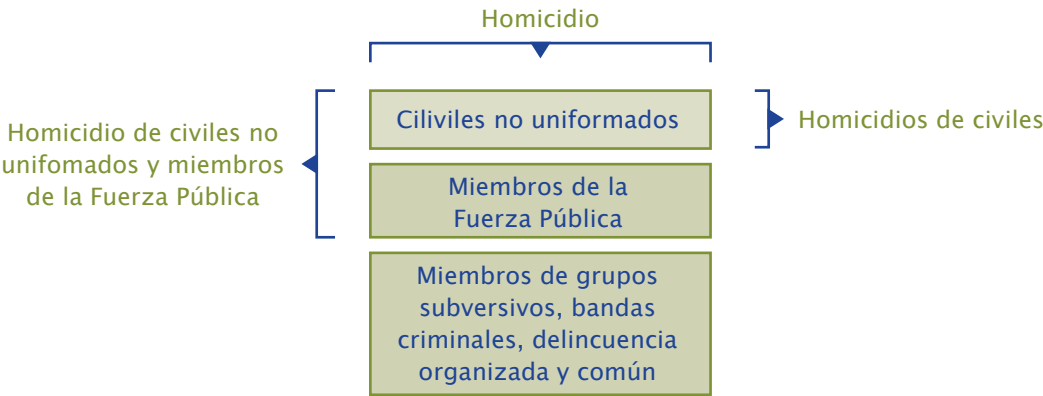 Homicidio
Homicidio de civiles no
unifomados y miembros
de la Fuerza Pública
Ciliviles no uniformados
Homicidios de civiles
Miembros de la
Fuerza Pública
Miembros de grupos
subversivos, bandas
criminales, delincuencia
organizada y común